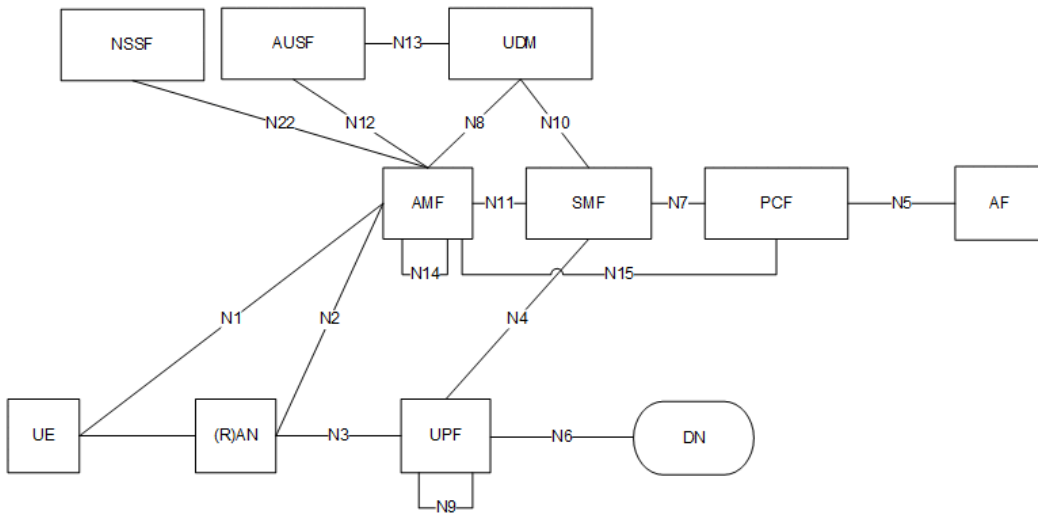 NSSF
AUSF
N13
UDM
N22
N12
N8
N10
AMF
N11
SMF
N7
PCF
N5
AF
N14
N15
N1
N2
N4
UE
(R)AN
N3
UPF
N6
DN
N9